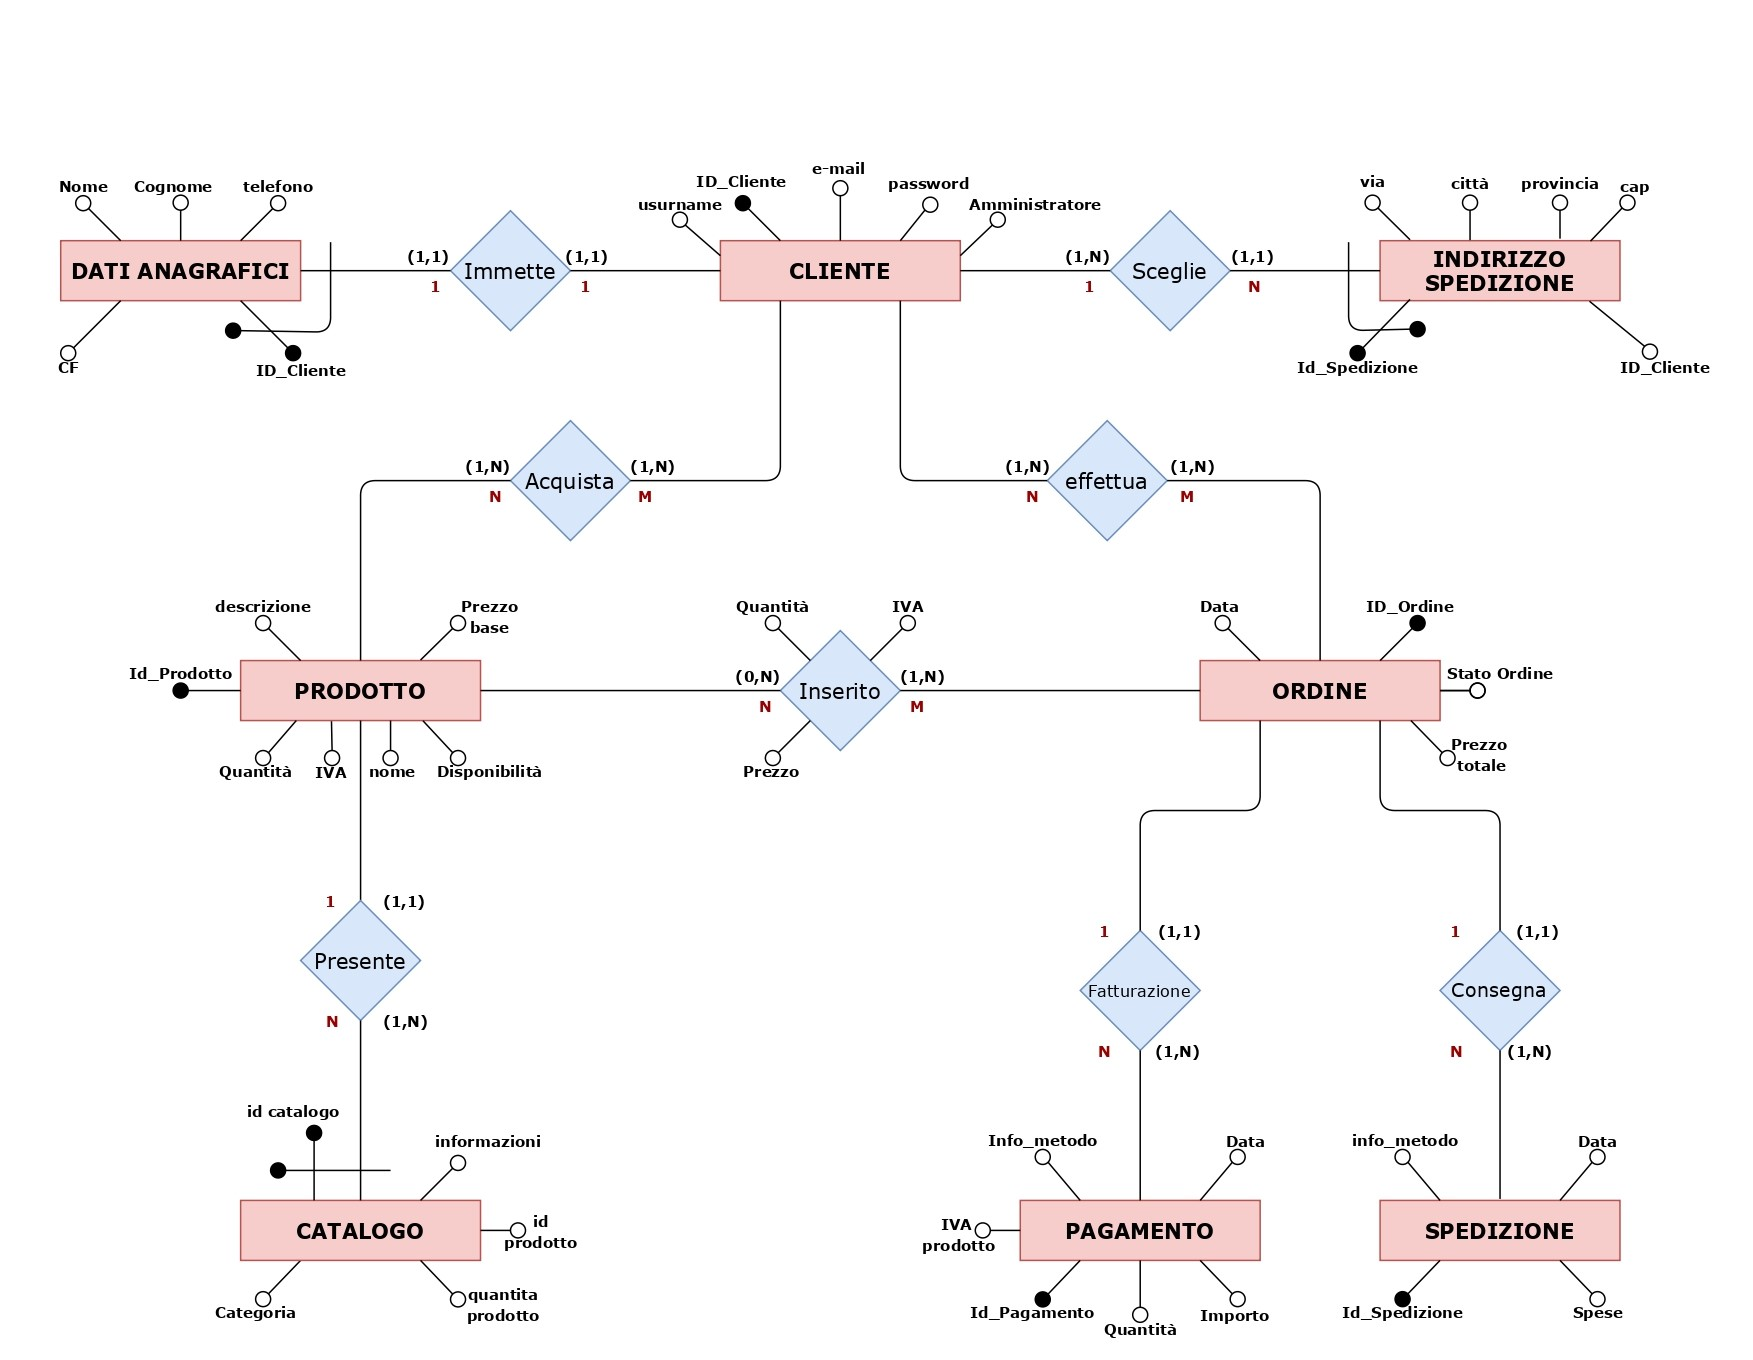 e-mail
ID_Cliente
password
Nome
Cognome
telefono
usurname
Amministratore
via
città
provincia
cap
DATI ANAGRAFICI
(1,1)
Immette
(1,1)
1
1
CLIENTE
(1,N)
Sceglie
(1,1)
1
N
INDIRIZZO
SPEDIZIONE
CF
ID_Cliente
Id_Spedizione
ID_Cliente
(1,N)
Acquista
(1,N)
N
M
(1,N)
effettua
(1,N)
N
M
descrizione
Prezzo
base
Id_Prodotto
PRODOTTO
Quantità
IVA
nome
Disponibilità
Quantità
IVA
(0,N)
Inserito
(1,N)
N
M
Prezzo
Data
ID_Ordine
Stato Ordine
ORDINE
Prezzo
totale
1
(1,1)
Presente
N
(1,N)
1
(1,1)
Fatturazione
N
(1,N)
1
(1,1)
Consegna
N
(1,N)
id catalogo
informazioni
CATALOGO
id
prodotto
Categoria
quantita
prodotto
Info_metodo
Data
IVA
prodotto
PAGAMENTO
Id_Pagamento
Quantità
Importo
info_metodo
Data
SPEDIZIONE
Id_Spedizione
Spese